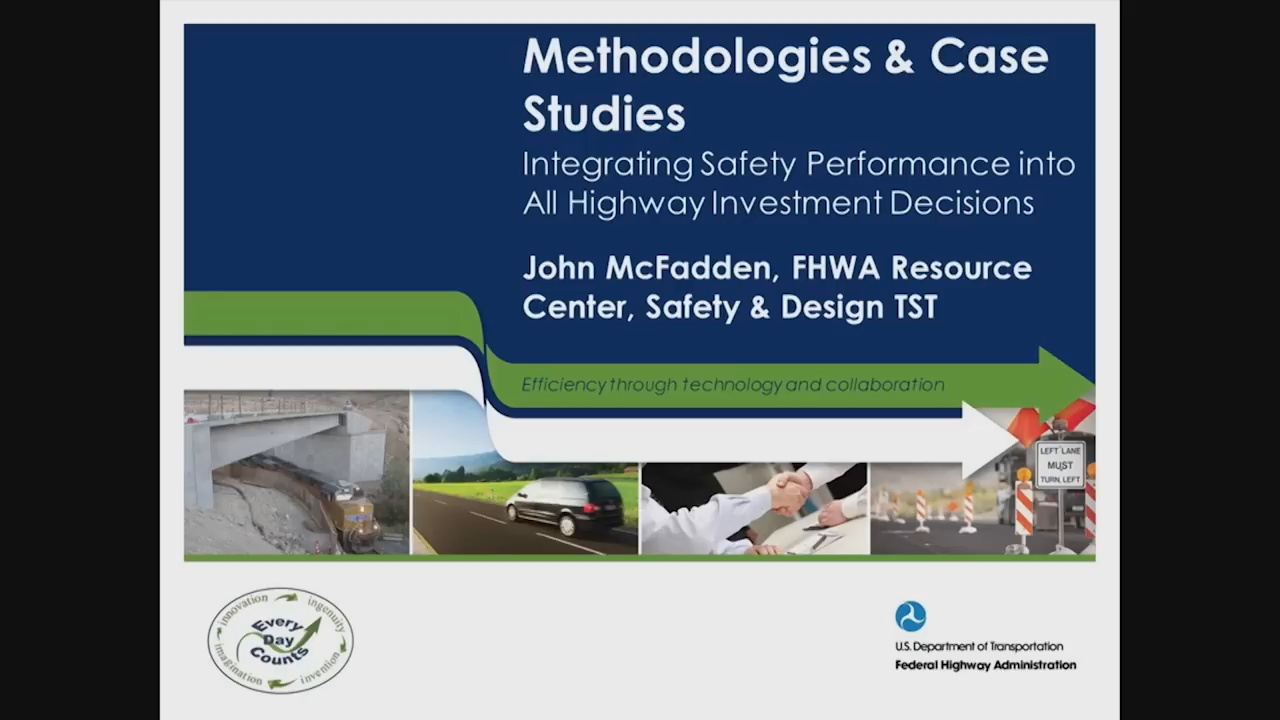 Methodologies & Case
Studies
Integrating Safety Performance into
All Highway Investment Decisions
John McFadden, FHWA Resource
Center, Safety & Design TST
Efficiency through technology and collaboration
LEFT LANE
MUST
TURN LEFT
innovation
ingenuity
Every
Day
Counts
imagination
invention
U.S. Department of Transportation
Federal Highway Administration